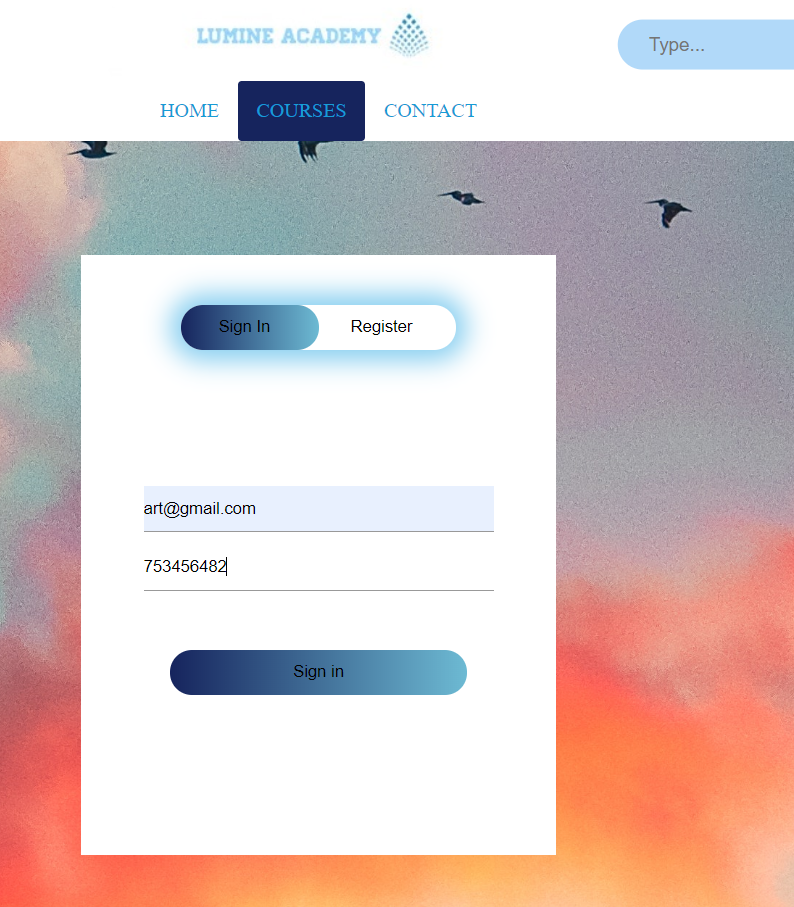 LUMINE ACADEMY
Type...
HOME COURSES CONTACT
Sign In Register
art@gmail.com
753456482
Sign in